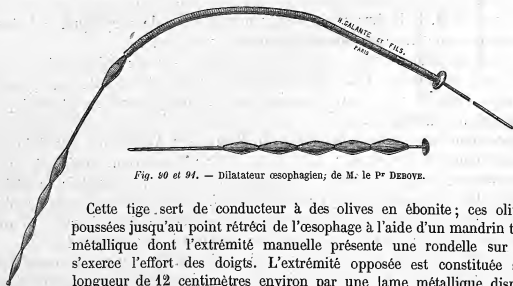 H. GALANTE ET FILS.
PARIS
Fig. 90 et 91. — Dilatateur œsophagien; de M. le Pr DEBOVE.
Cette tige sert de conducteur à des olives en ébonite; ces oli
poussées jusqu'au point rétréci de l'œsophage à l'aide d'un mandrin t
métallique dont l'extrémité manuelle présente une rondelle sur
s'exerce l'effort des doigts. L'extrémité opposée est constituée
longueur de 12 centimètres environ par une lame métallique disp